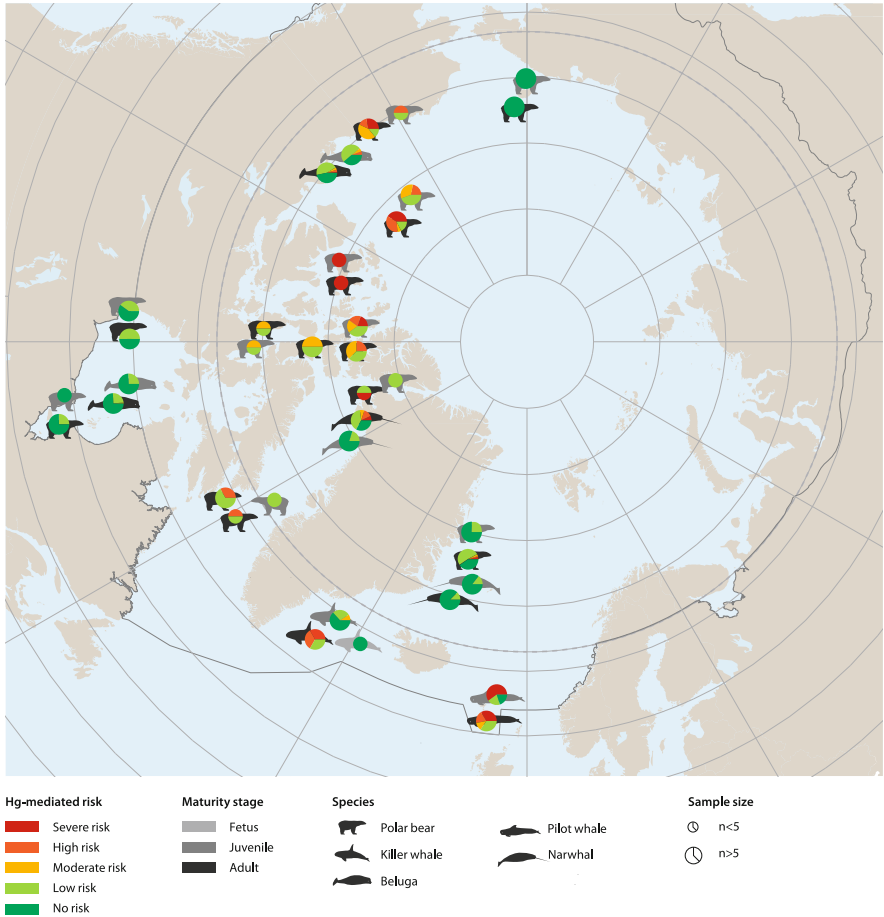 Hg-mediated risk
Severe risk
High risk
Moderate risk
Low risk
No risk
Maturity stage
Fetus
Juvenile
Adult
Species
Polar bear
Killer whale
Beluga
Pilot whale
Narwhal
Sample size
n<5
n>5